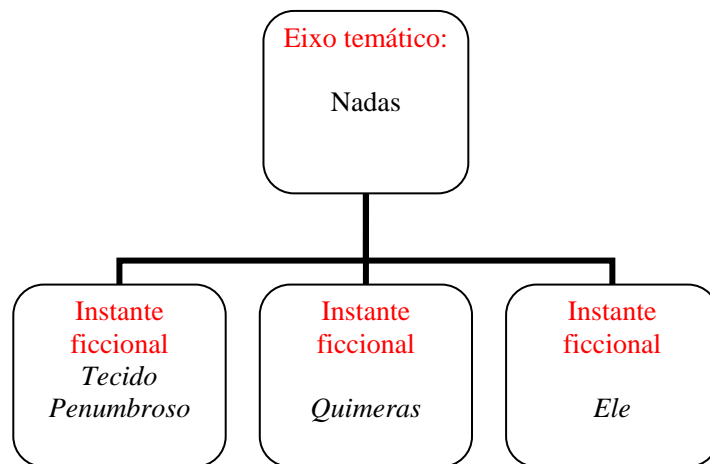 Eixo temático:
Nadas
Instante
ficcional
Tecido
Penumbroso
Instante
ficcional
Quimeras
Instante
ficcional
Ele